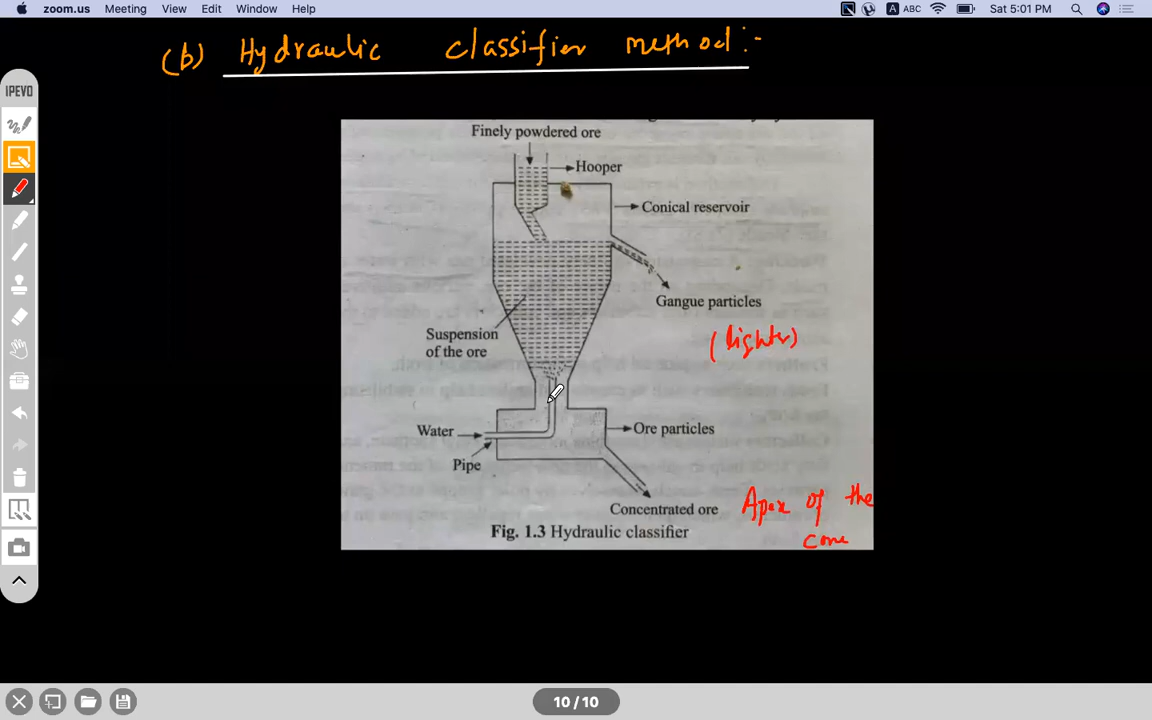 zoom.us Meeting View Edit Window Help ABC Sat 5:01 PM
(b) Hydraulic classifier method :-
IPEVO
Finely powdered ore
Hooper
Conical reservoir
Gangue particles
(lighter)
Suspension
of the ore
Water
Ore particles
Pipe
Concentrated ore
Apex of the
cone
Fig. 1.3 Hydraulic classifier
10/10